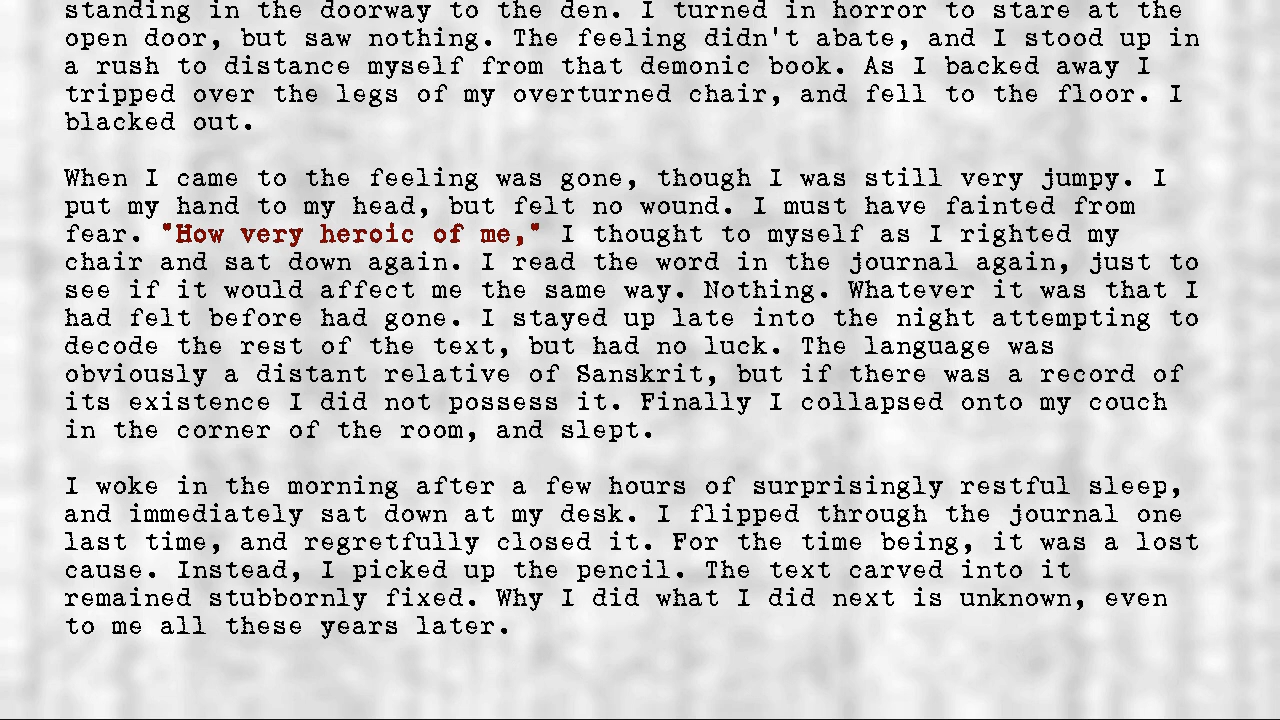 standing in the doorway to the den. I turned in horror to stare at the
open door, but saw nothing. The feeling didn't abate, and I stood up in
a rush to distance myself from that demonic book. As I backed away I
tripped over the legs of my overturned chair, and fell to the floor. I
blacked out.
When I came to the feeling was gone, though I was still very jumpy. I
put my hand to my head, but felt no wound. I must have fainted from
fear. "How very heroic of me," I thought to myself as I righted my
chair and sat down again. I read the word in the journal again, just to
see if it would affect me the same way. Nothing. Whatever it was that I
had felt before had gone. I stayed up late into the night attempting to
decode the rest of the text, but had no luck. The language was
obviously a distant relative of Sanskrit, but if there was a record of
its existence I did not possess it. Finally I collapsed onto my couch
in the corner of the room, and slept.
I woke in the morning after a few hours of surprisingly restful sleep,
and immediately sat down at my desk. I flipped through the journal one
last time, and regretfully closed it. For the time being, it was a lost
cause. Instead, I picked up the pencil. The text carved into it
remained stubbornly fixed. Why I did what I did next is unknown, even
to me all these years later.